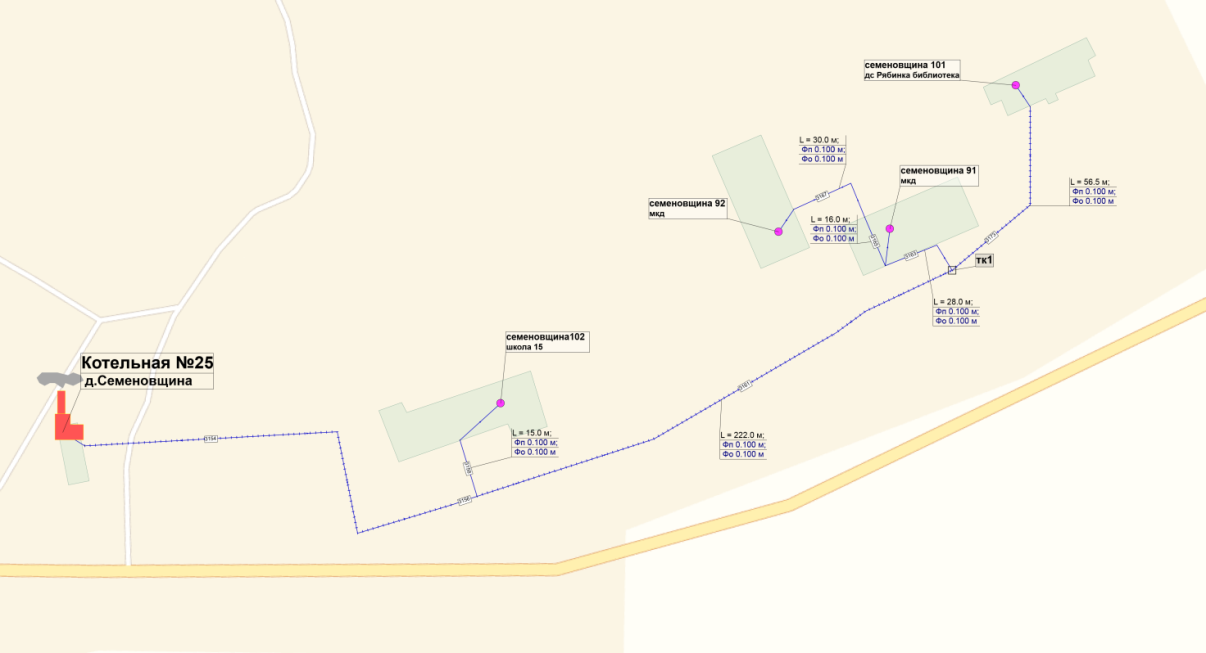 семеновщина 101
дс Рябинка библиотека
L = 30.0 м;
Фп 0.100 м;
Фо 0.100 м
семеновщина 91
мкд
L = 56.5 м;
Фп 0.100 м;
Фо 0.100 м
семеновщина 92
мкд
L = 16.0 м;
Фп 0.100 м;
Фо 0.100 м
тк1
L = 28.0 м;
Фп 0.100 м;
Фо 0.100 м
семеновщина102
школа 15
Котельная №25
д.Семеновщина
L = 15.0 м;
Фп 0.100 м;
Фо 0.100 м
L = 222.0 м;
Фп 0.100 м;
Фо 0.100 м